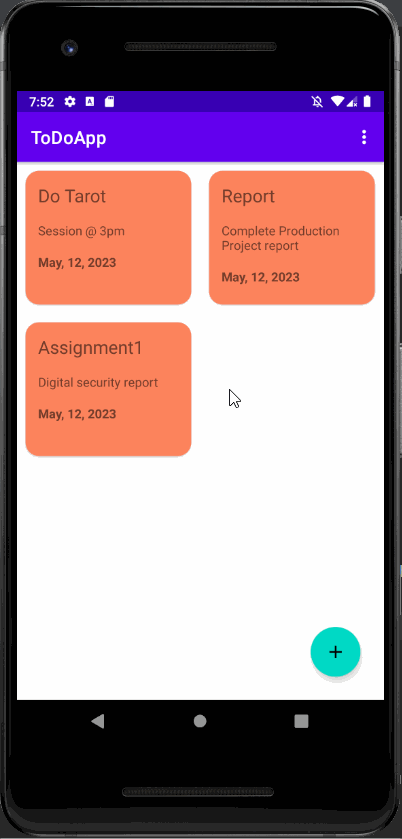 7:52
ToDoApp
Do Tarot
Session @ 3pm
May, 12, 2023
Report
Complete Production
Project report
May, 12, 2023
Assignment1
Digital security report
May, 12, 2023